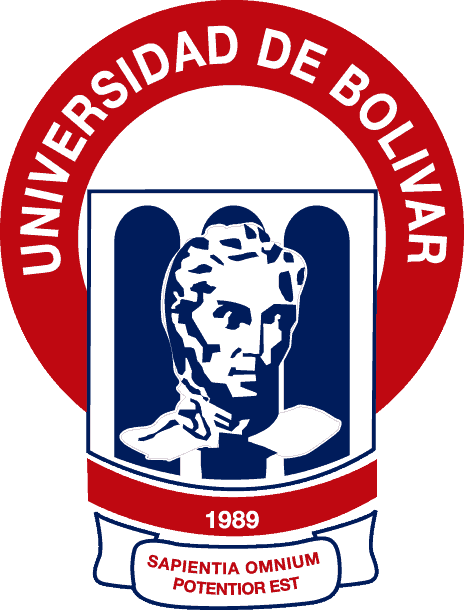 UNIVERSIDAD DE BOLIVAR
1989
SAPIENTIA OMNIUM
POTENTIOR EST